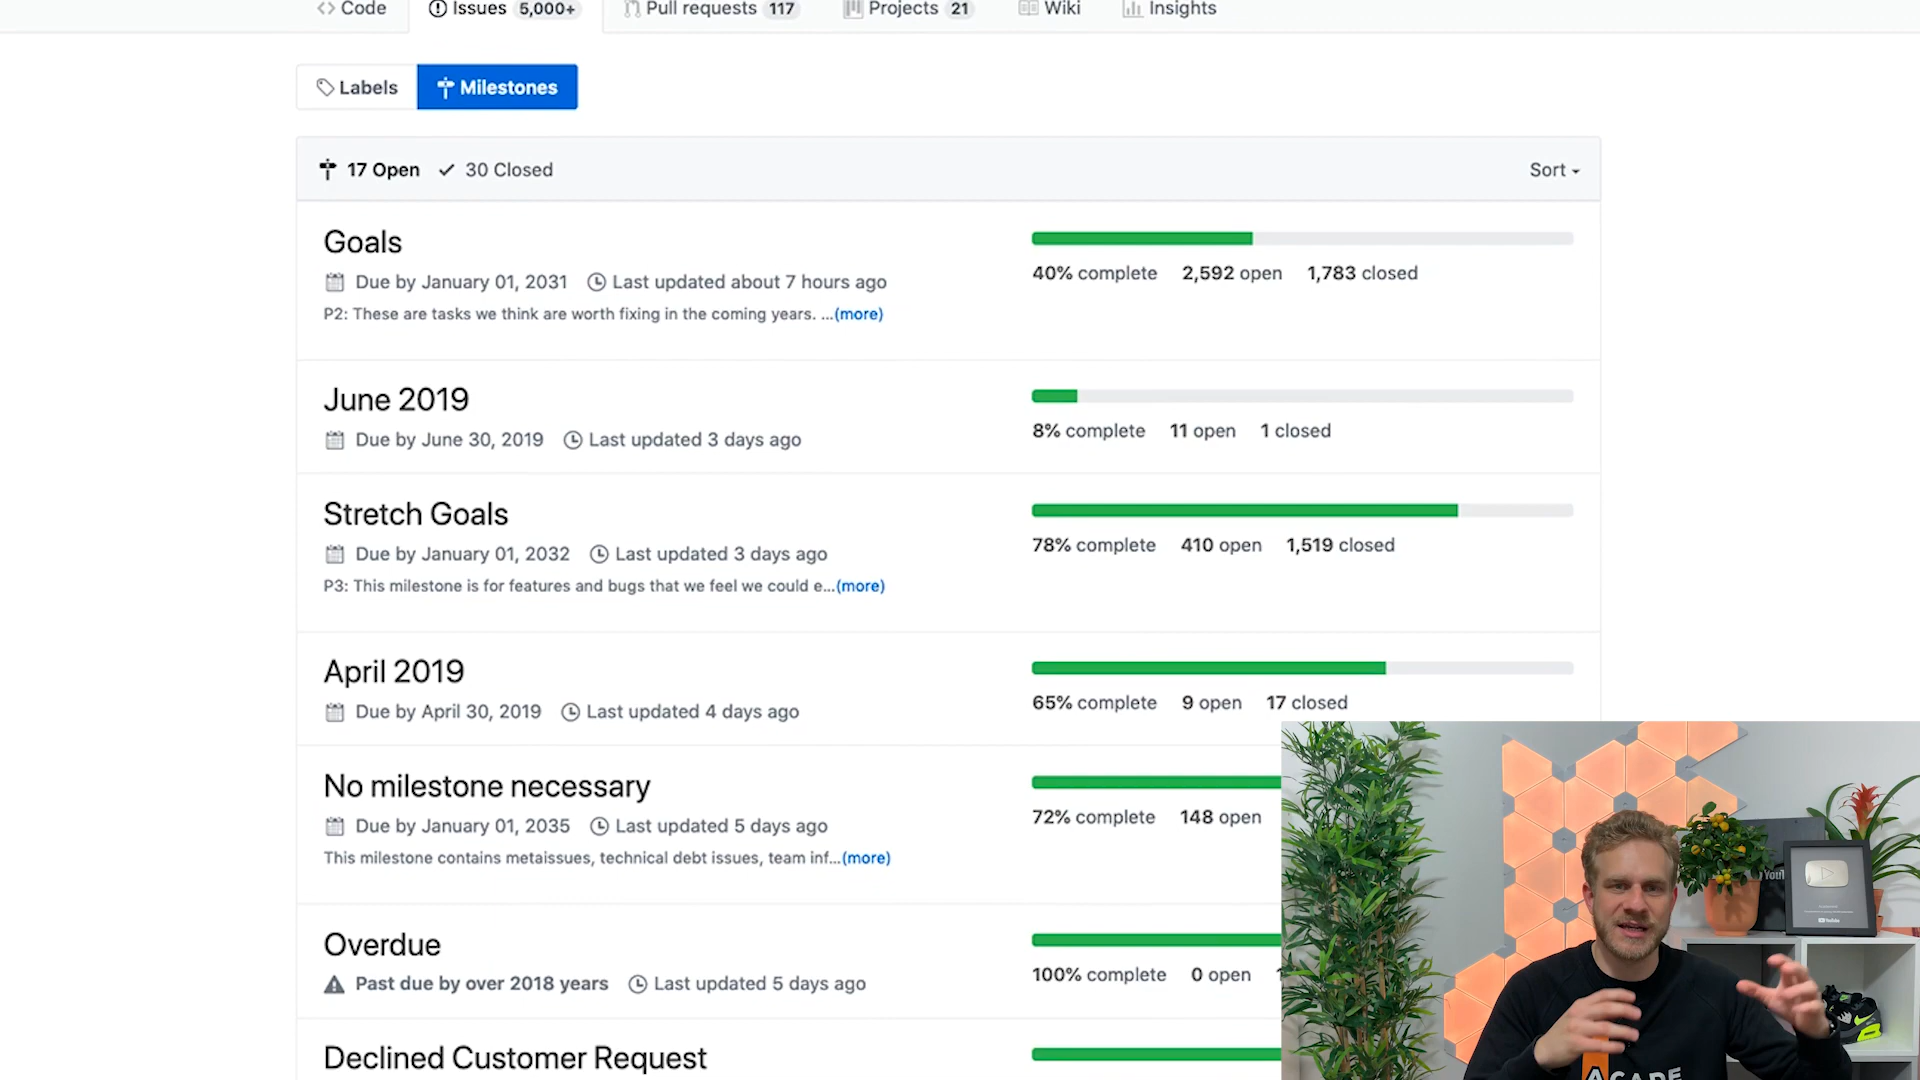 Code Issues 5,000+ Pull requests 117 Projects 21 Wiki Insights
Labels Milestones
17 Open 30 Closed Sort
Goals
Due by January 01, 2031 Last updated about 7 hours ago
P2: These are tasks we think are worth fixing in the coming years. ...(more)
40% complete 2,592 open 1,783 closed
June 2019
Due by June 30, 2019 Last updated 3 days ago
8% complete 11 open 1 closed
Stretch Goals
Due by January 01, 2032 Last updated 3 days ago
P3: This milestone is for features and bugs that we feel we could e...(more)
78% complete 410 open 1,519 closed
April 2019
Due by April 30, 2019 Last updated 4 days ago
65% complete 9 open 17 closed
No milestone necessary
Due by January 01, 2035 Last updated 5 days ago
This milestone contains metaissues, technical debt issues, team inf...(more)
72% complete 148 open
Overdue
Past due by over 2018 years Last updated 5 days ago
100% complete 0 open
Declined Customer Request
YouTube
ACADE